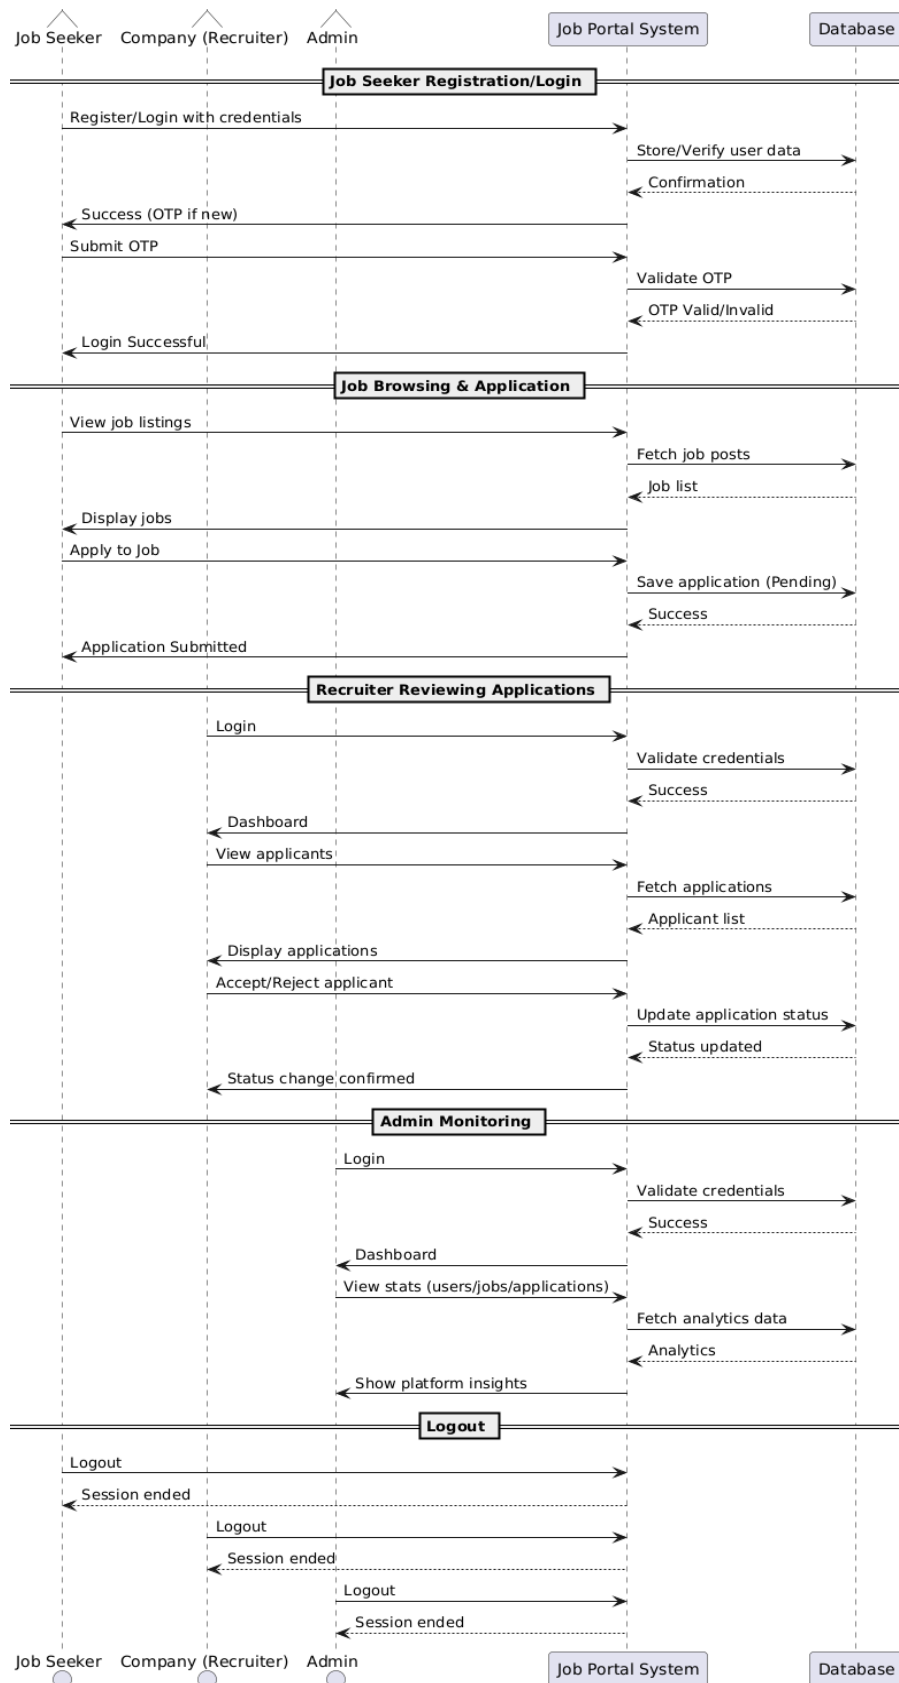 Job Seeker Company (Recruiter) Admin Job Portal System Database
Job Seeker Registration/Login
Register/Login with credentials
Store/Verify user data
Confirmation
Success (OTP if new)
Submit OTP
Validate OTP
OTP Valid/Invalid
Login Successful
Job Browsing & Application
View job listings
Fetch job posts
Job list
Display jobs
Apply to Job
Save application (Pending)
Success
Application Submitted
Recruiter Reviewing Applications
Login
Validate credentials
Success
Dashboard
View applicants
Fetch applications
Applicant list
Display applications
Accept/Reject applicant
Update application status
Status updated
Status change confirmed
Admin Monitoring
Login
Validate credentials
Success
Dashboard
View stats (users/jobs/applications)
Fetch analytics data
Analytics
Show platform insights
Logout
Logout
Session ended
Logout
Session ended
Logout
Session ended
Job Seeker Company (Recruiter) Admin Job Portal System Database